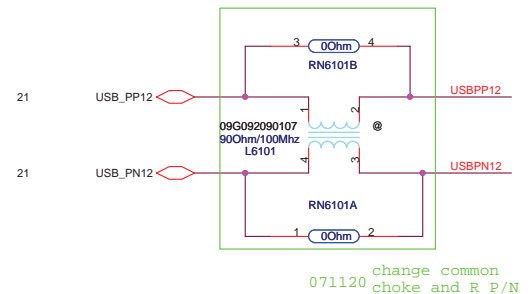 3 0Ohm 4
RN6101B
21 USB_PP12 USBPP12
1 2
09G092090107 @
90Ohm/100Mhz
L6101
4 3
21 USB_PN12 USBPN12
RN6101A
1 0Ohm 2
071120 change common
choke and R P/N